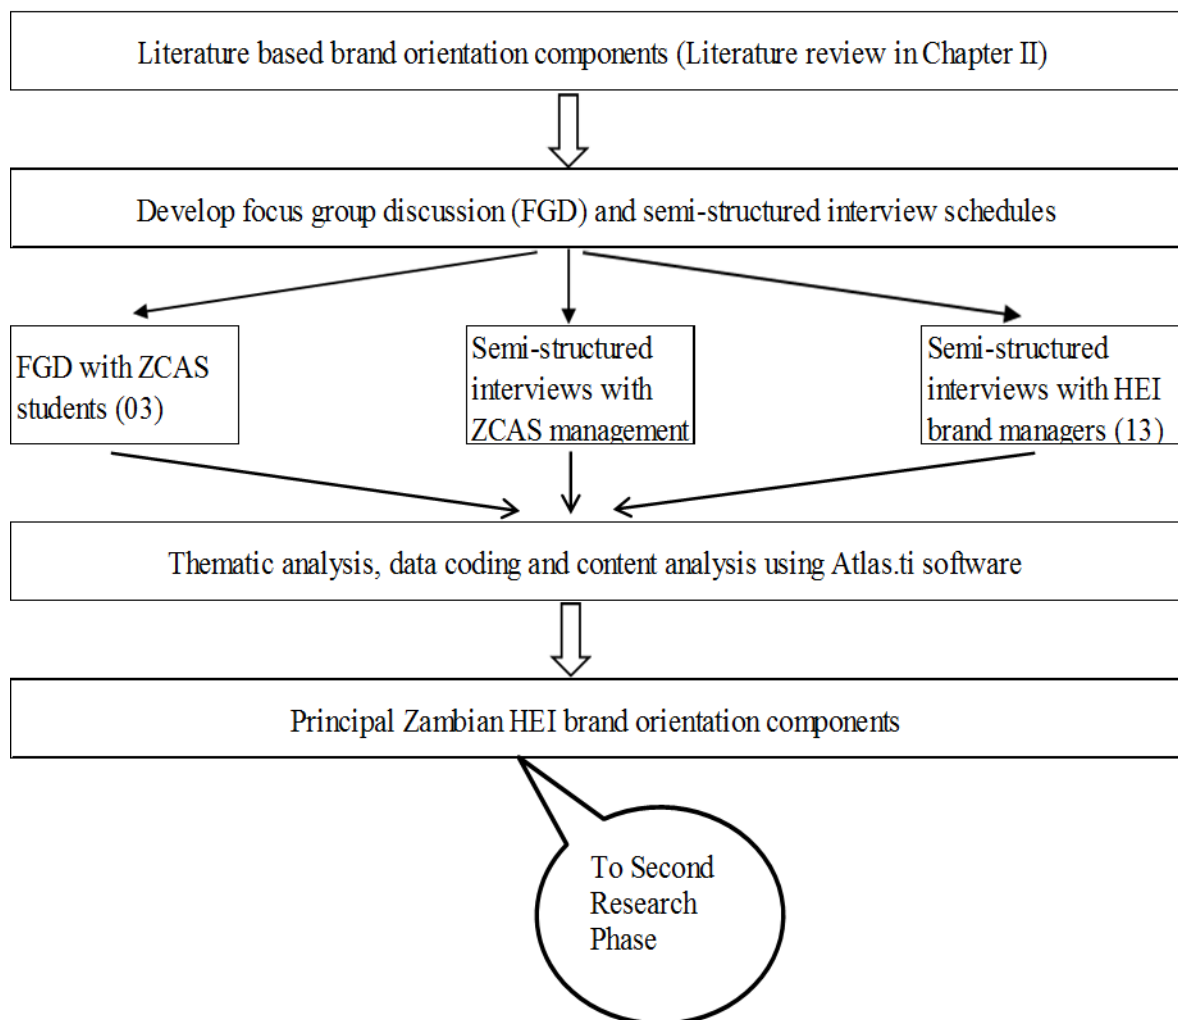 Literature based brand orientation components (Literature review in Chapter II)
Develop focus group discussion (FGD) and semi-structured interview schedules
FGD with ZCAS
students (03)
Semi-structured
interviews with
ZCAS management
Semi-structured
interviews with HEI
brand managers (13)
Thematic analysis, data coding and content analysis using Atlas.ti software
Principal Zambian HEI brand orientation components
To Second
Research
Phase